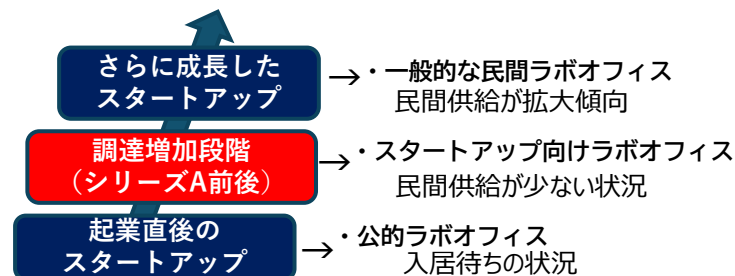 さらに成長した
スタートアップ
→・一般的な民間ラボオフィス
民間供給が拡大傾向
調達増加段階
（シリーズA前後）
→・スタートアップ向けラボオフィス
民間供給が少ない状況
起業直後の
スタートアップ
→・公的ラボオフィス
入居待ちの状況